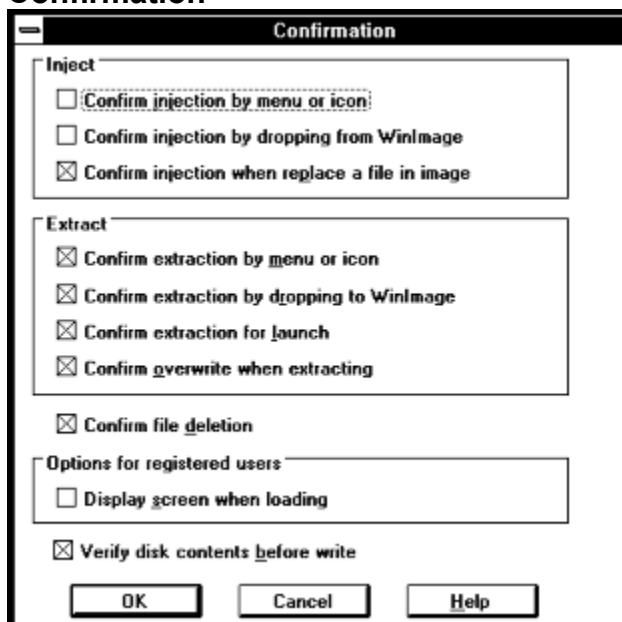 Confirmation
Confirmation
Inject
Confirm injection by menu or icon
Confirm injection by dropping from WinImage
Confirm injection when replace a file in image
Extract
Confirm extraction by menu or icon
Confirm extraction by dropping to WinImage
Confirm extraction for launch
Confirm overwrite when extracting
Confirm file deletion
Options for registered users
Display screen when loading
Verify disk contents before write
OK Cancel Help